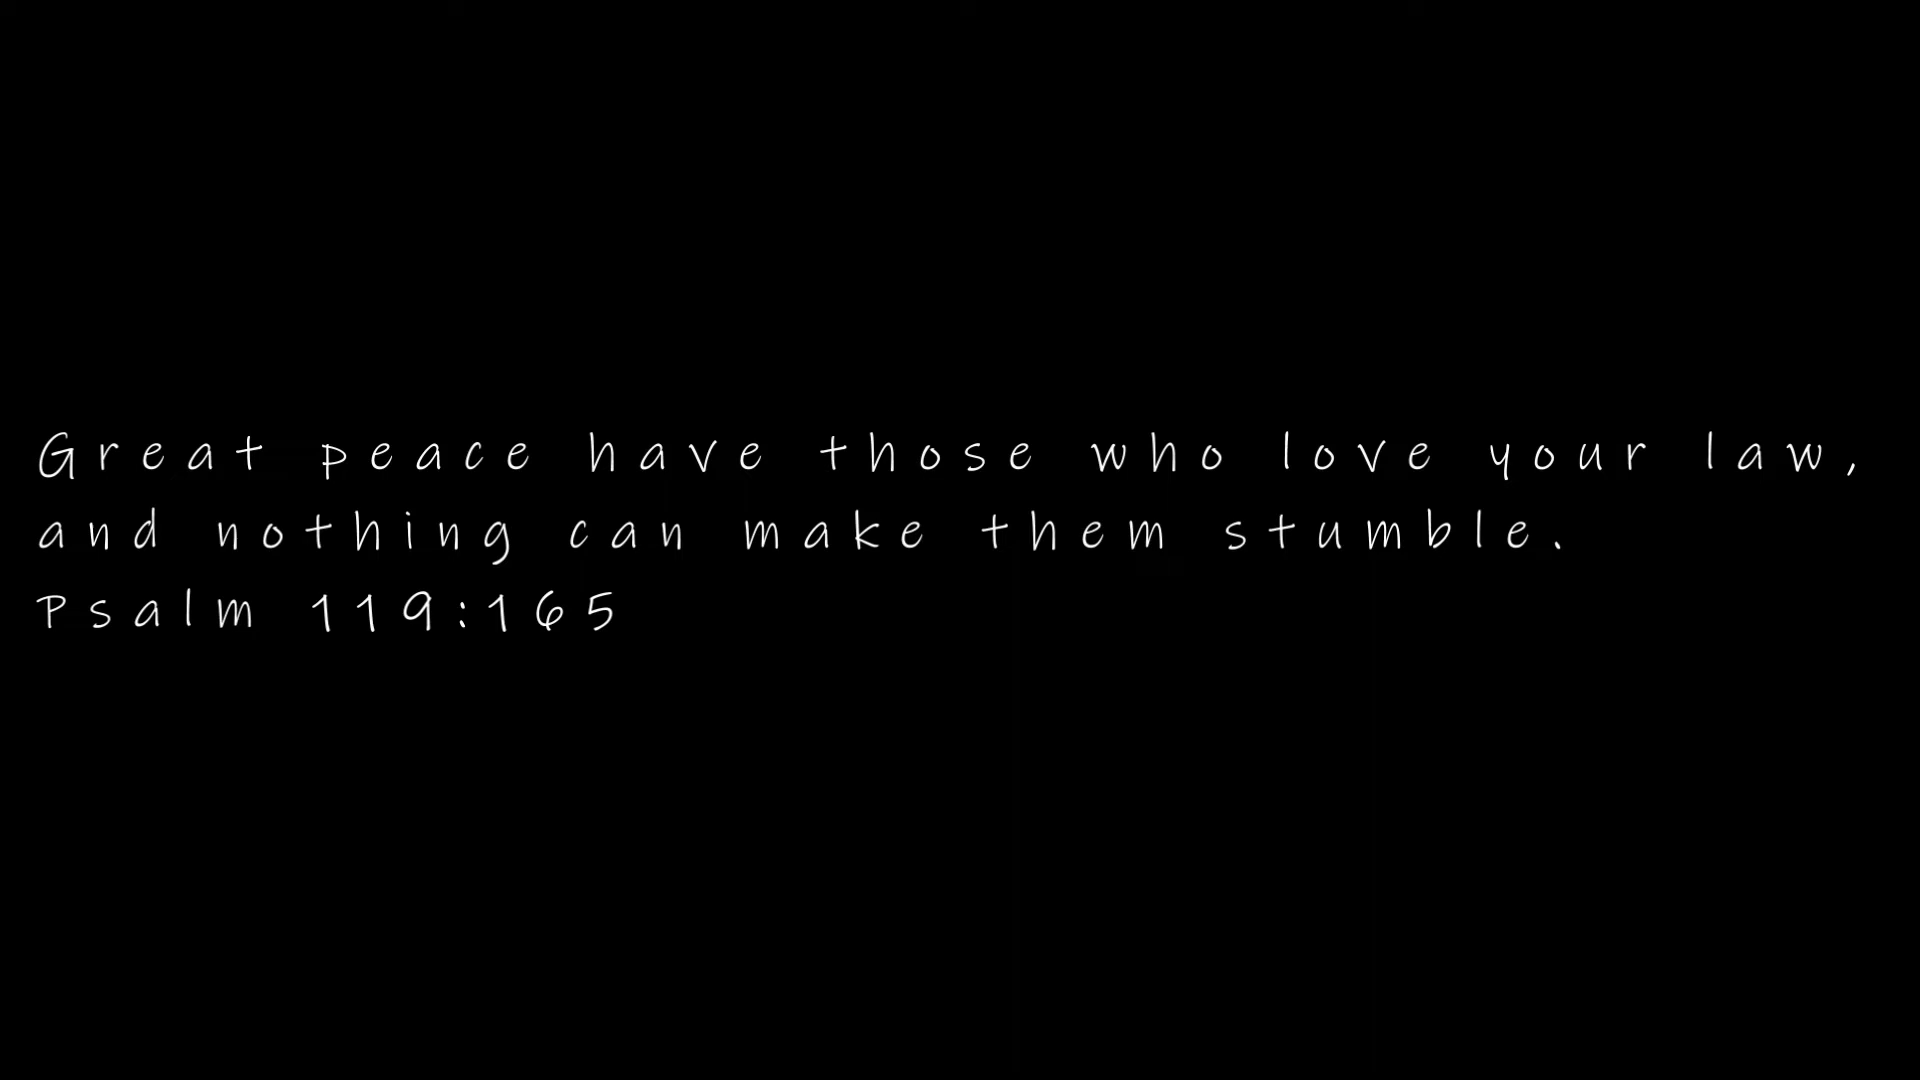 Great peace have those who love your law,
and nothing can make them stumble.
Psalm 119:165